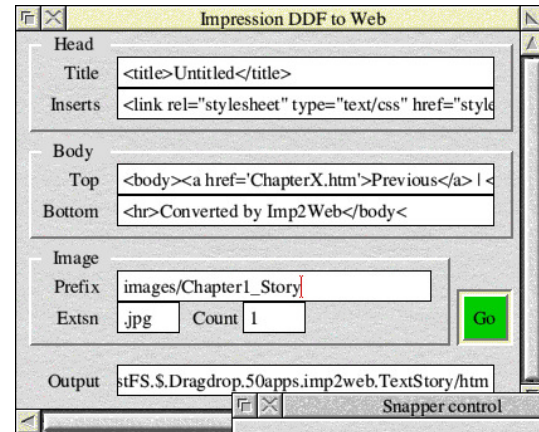 Impression DDF to Web
Head
Title <title>Untitled</title>
Inserts <link rel="stylesheet" type="text/css" href="style
Body
Top <body><a href='ChapterX.htm'>Previous</a> | <
Bottom <hr>Converted by Imp2Web</body<
Image
Prefix images/Chapter1_Story
Extsn .jpg Count 1
Go
Output stFS.$.Dragdrop.50apps.imp2web.TextStory/htm
Snapper control